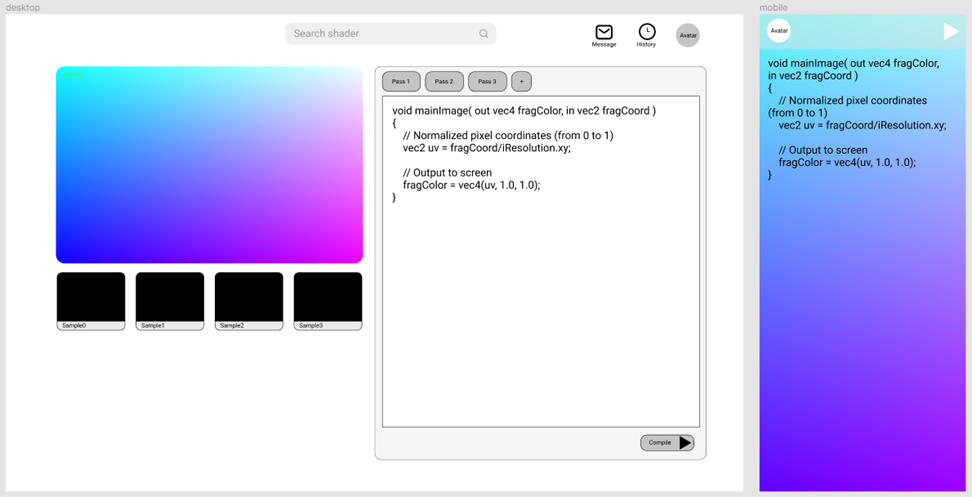 desktop
mobile
Search shader
Message
History
Avatar
Pass 1
Pass 2
Pass 3
+
void mainImage( out vec4 fragColor, in vec2 fragCoord )
{
// Normalized pixel coordinates (from 0 to 1)
vec2 uv = fragCoord/iResolution.xy;
// Output to screen
fragColor = vec4(uv, 1.0, 1.0);
}
Sample0
Sample1
Sample2
Sample3
Compile
Avatar
void mainImage( out vec4 fragColor,
in vec2 fragCoord )
{
// Normalized pixel coordinates
(from 0 to 1)
vec2 uv = fragCoord/iResolution.xy;
// Output to screen
fragColor = vec4(uv, 1.0, 1.0);
}